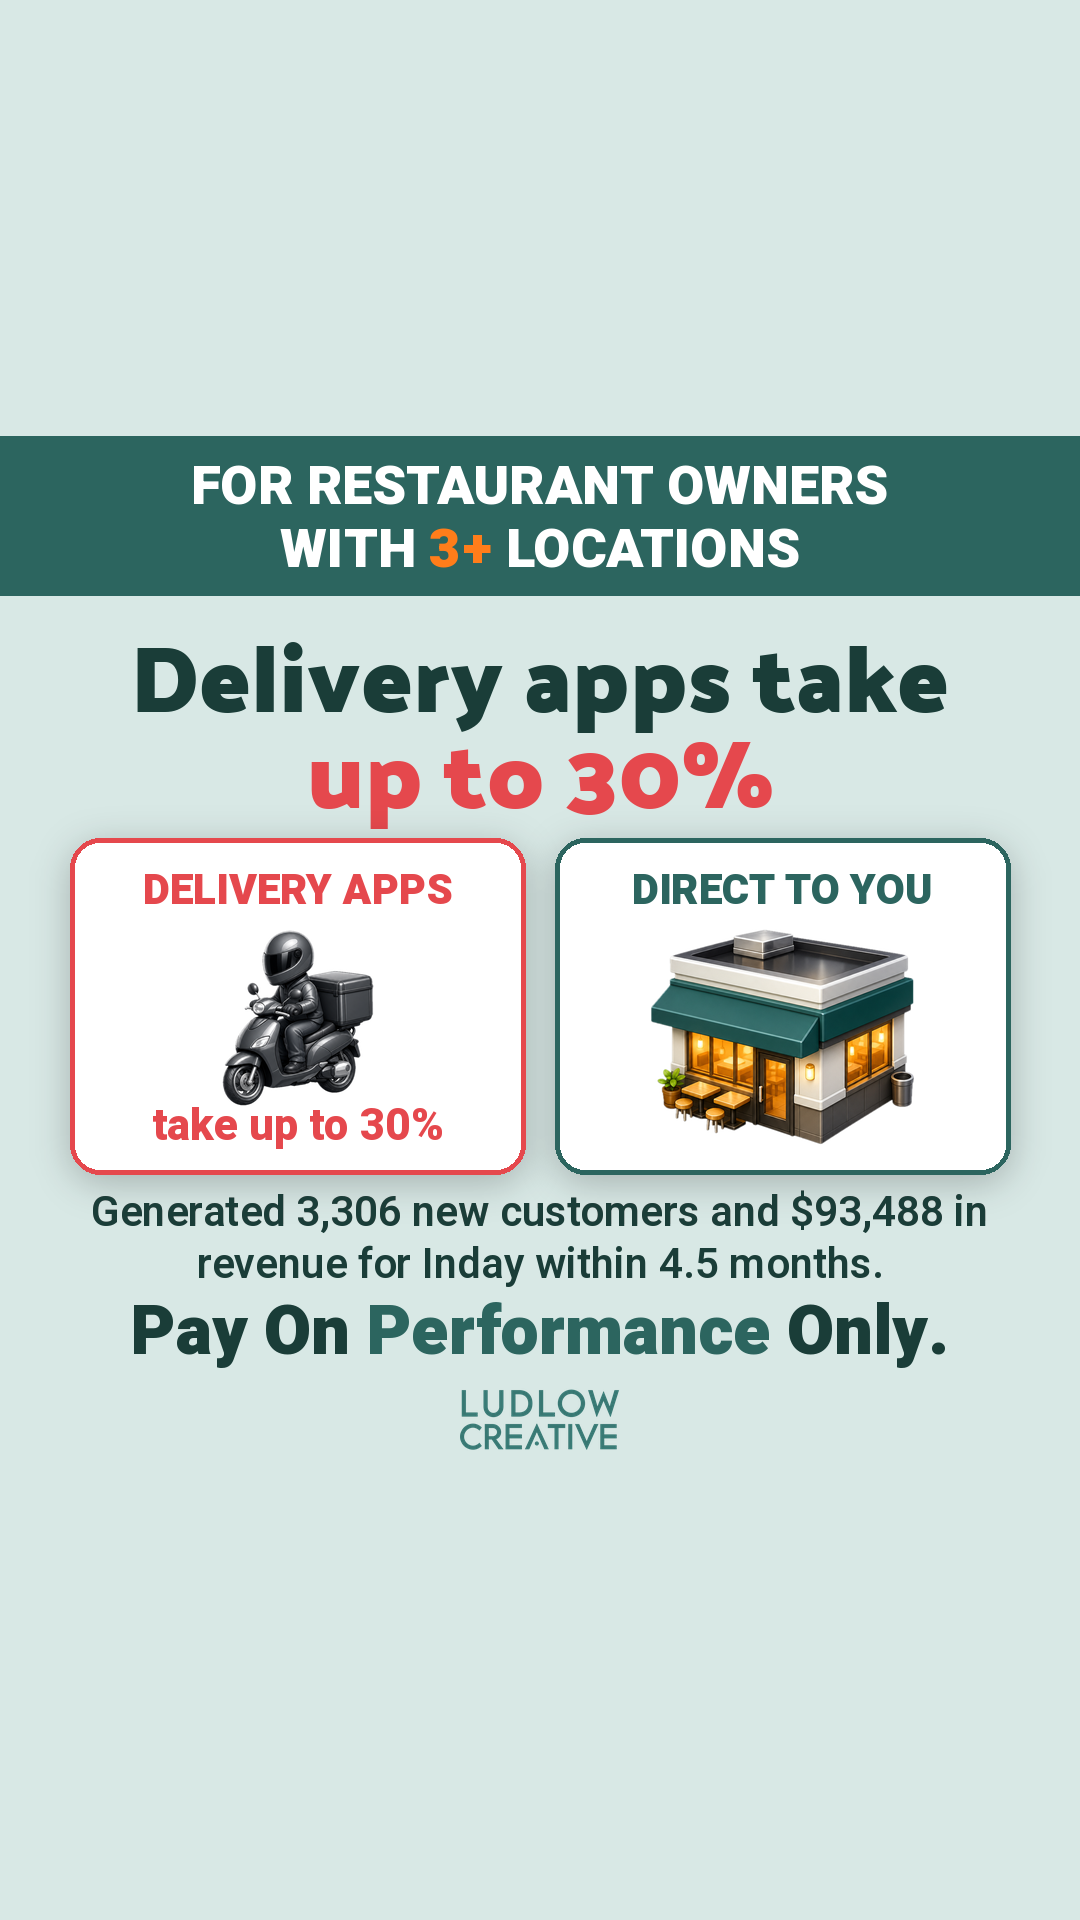 FOR RESTAURANT OWNERS
WITH 3+ LOCATIONS
Delivery apps take
up to 30%
DELIVERY APPS
take up to 30%
DIRECT TO YOU
Generated 3,306 new customers and $93,488 in
revenue for Inday within 4.5 months.
Pay On Performance Only.
LUDLOW
CREATIVE